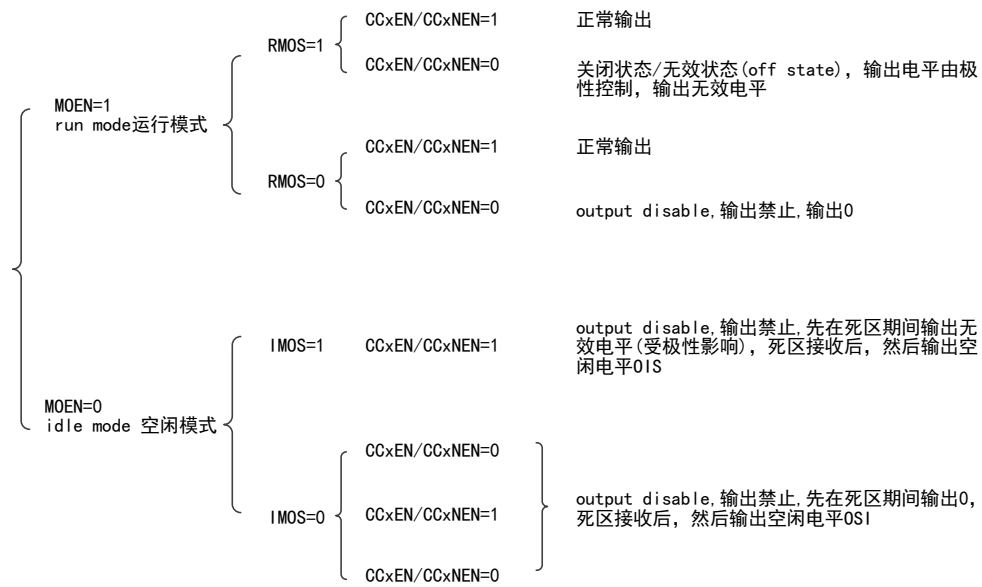 CCxEN/CCxNEN=1 正常输出
RMOS=1
CCxEN/CCxNEN=0 关闭状态/无效状态(off state), 输出电平由极
性控制, 输出无效电平
MOEN=1
run mode运行模式
CCxEN/CCxNEN=1 正常输出
RMOS=0
CCxEN/CCxNEN=0 output disable,输出禁止,输出0
output disable,输出禁止,先在死区期间输出无
IMOS=1 CCxEN/CCxNEN=1 效电平(受极性影响), 死区接收后, 然后输出空
闲电平OIS
MOEN=0
idle mode 空闲模式
CCxEN/CCxNEN=0
IMOS=0 CCxEN/CCxNEN=1 output disable,输出禁止,先在死区期间输出0,
死区接收后, 然后输出空闲电平OSI
CCxEN/CCxNEN=0